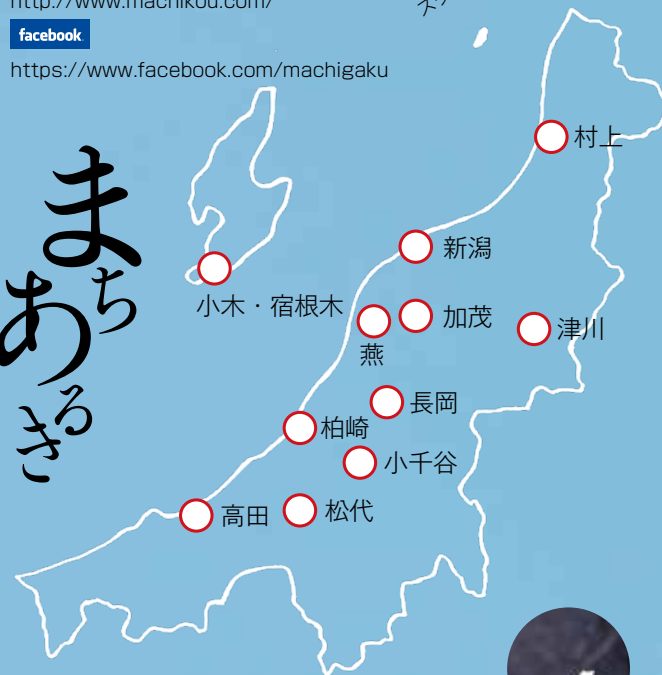 http://www.machikou.com/
facebook
https://www.facebook.com/machigaku
まちあるき
村上
新潟
小木・宿根木
加茂
燕
津川
長岡
柏崎
小千谷
高田
松代